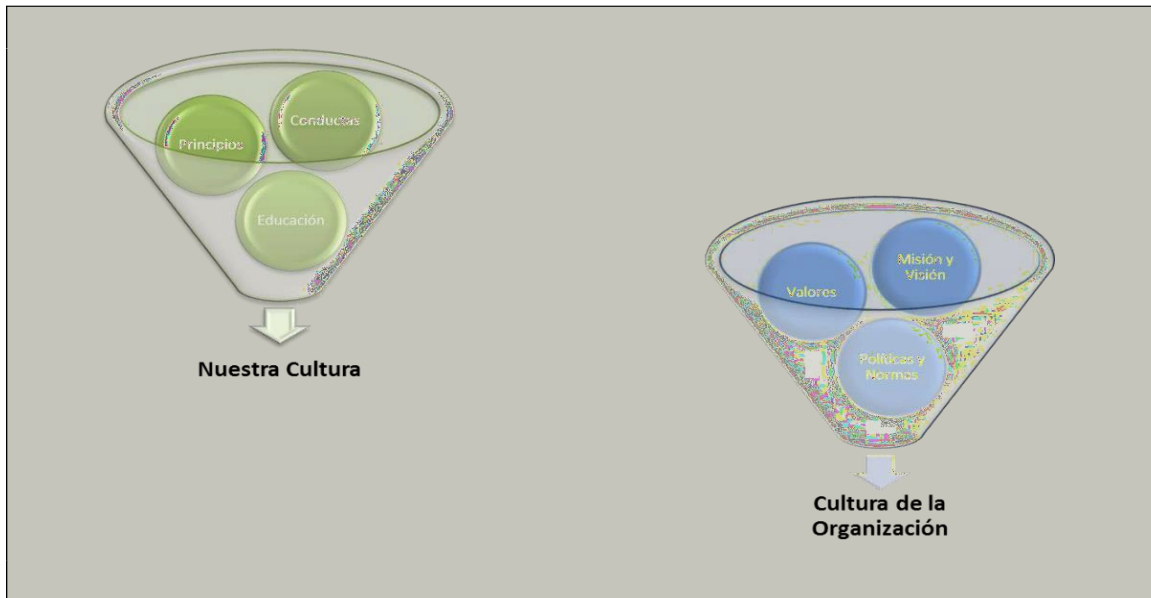 Conductas
Principios
Educación
Nuestra Cultura
Misión y
Visión
Valores
Políticas y
Normas
Cultura de la
Organización